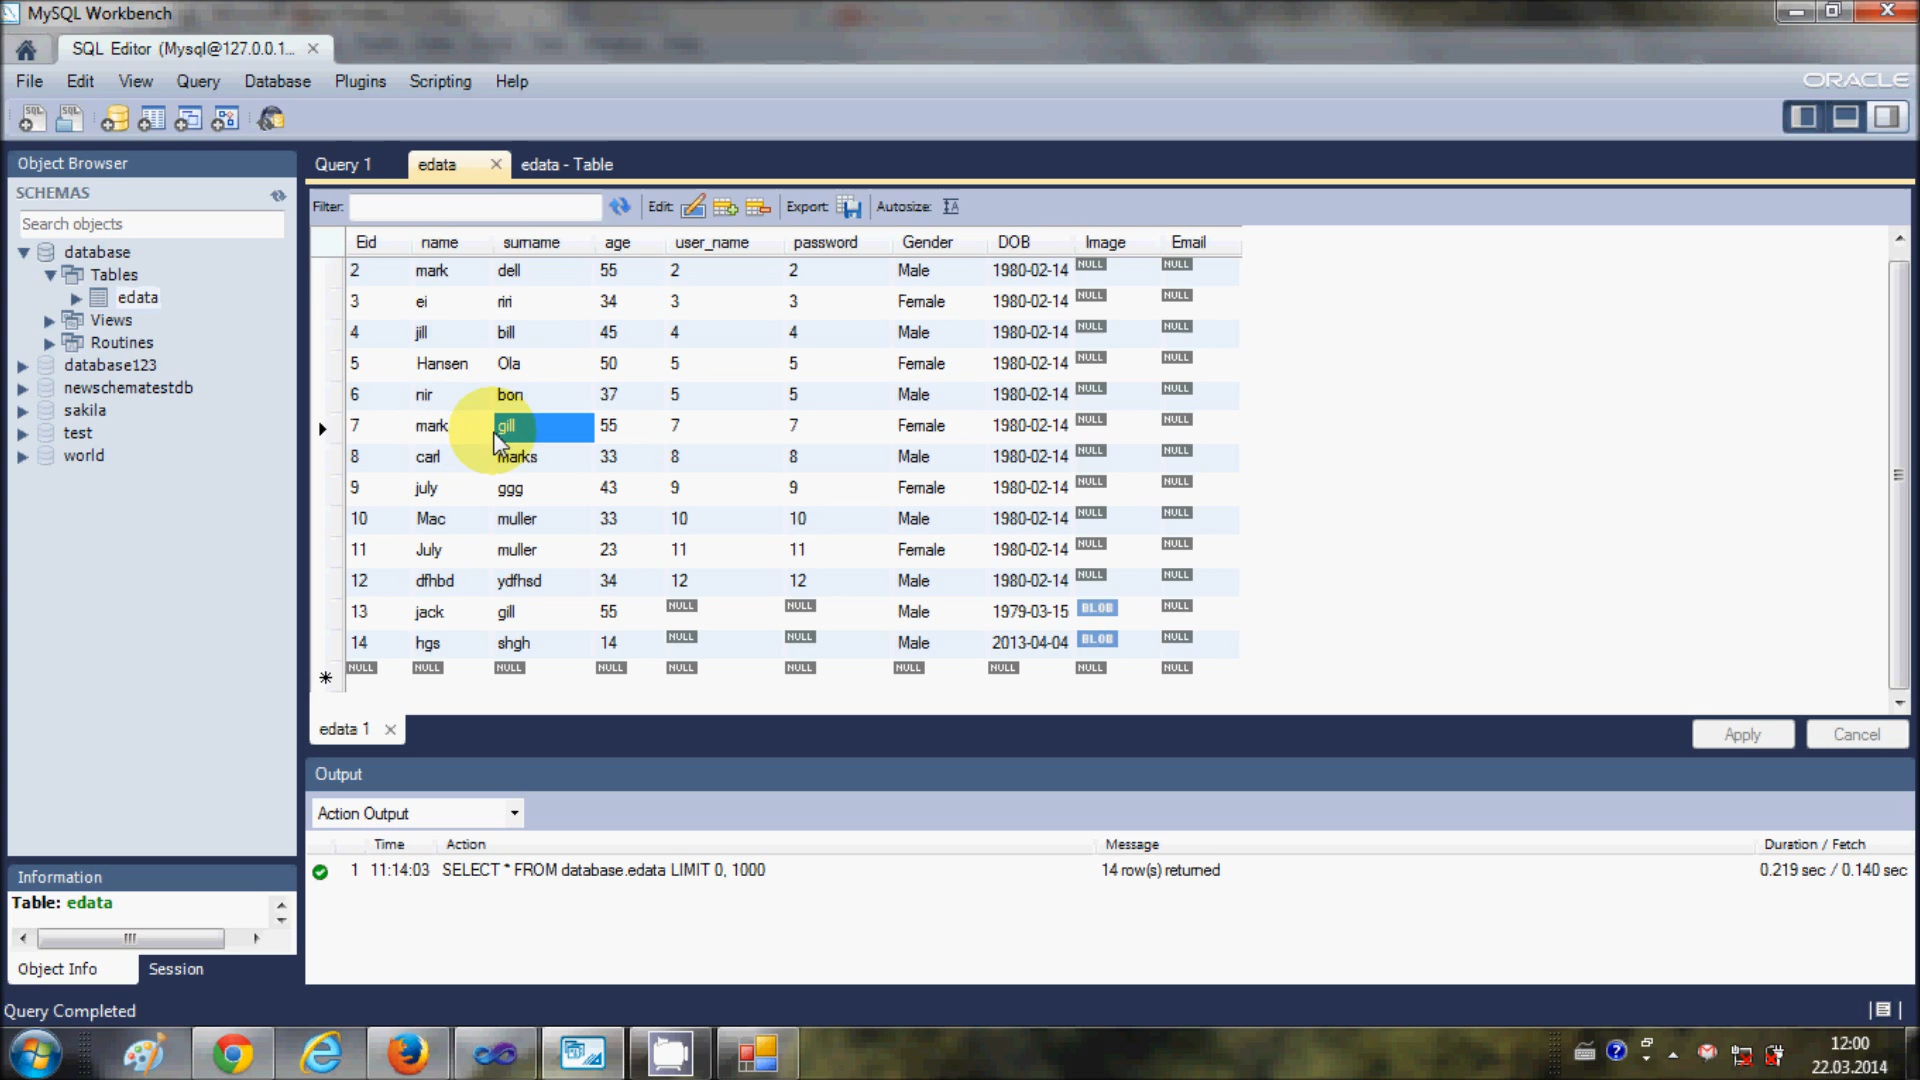 MySQL Workbench
SQL Editor (Mysql@127.0.0.1...
File Edit View Query Database Plugins Scripting Help
ORACLE
SQL SQL
Object Browser
Query 1 edata edata - Table
SCHEMAS
Filter: Edit: Export: Autosize:
Search objects
database
Tables
edata
Views
Routines
database123
newschematestdb
sakila
test
world
Eid name surname age user_name password Gender DOB Image Email
2 mark dell 55 2 2 Male 1980-02-14 NULL NULL
3 ei riri 34 3 3 Female 1980-02-14 NULL NULL
4 jill bill 45 4 4 Male 1980-02-14 NULL NULL
5 Hansen Ola 50 5 5 Female 1980-02-14 NULL NULL
6 nir bon 37 5 5 Male 1980-02-14 NULL NULL
7 mark gill 55 7 7 Female 1980-02-14 NULL NULL
8 carl marks 33 8 8 Male 1980-02-14 NULL NULL
9 july ggg 43 9 9 Female 1980-02-14 NULL NULL
10 Mac muller 33 10 10 Male 1980-02-14 NULL NULL
11 July muller 23 11 11 Female 1980-02-14 NULL NULL
12 dfhbd ydfhsd 34 12 12 Male 1980-02-14 NULL NULL
13 jack gill 55 NULL NULL Male 1979-03-15 BLOB NULL
14 hgs shgh 14 NULL NULL Male 2013-04-04 BLOB NULL
NULL NULL NULL NULL NULL NULL NULL NULL NULL NULL
edata 1
Apply Cancel
Output
Action Output
Time Action Message Duration / Fetch
1 11:14:03 SELECT * FROM database.edata LIMIT 0, 1000 14 row(s) returned 0.219 sec / 0.140 sec
Information
Table: edata
Object Info Session
Query Completed
12:00
22.03.2014